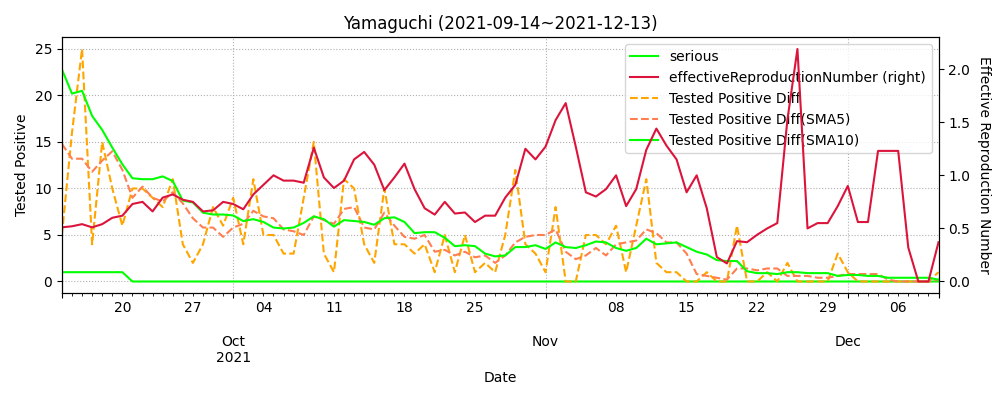 Yamaguchi (2021-09-14~2021-12-13)
serious
effectiveReproductionNumber (right)
Tested Positive Diff
Tested Positive Diff(SMA5)
Tested Positive Diff(SMA10)
Tested Positive
25
20
15
10
5
0
Effective Reproduction Number
2.0
1.5
1.0
0.5
0.0
20 27 04 11 18 25 08 15 22 29 06
Oct Nov Dec
2021
Date